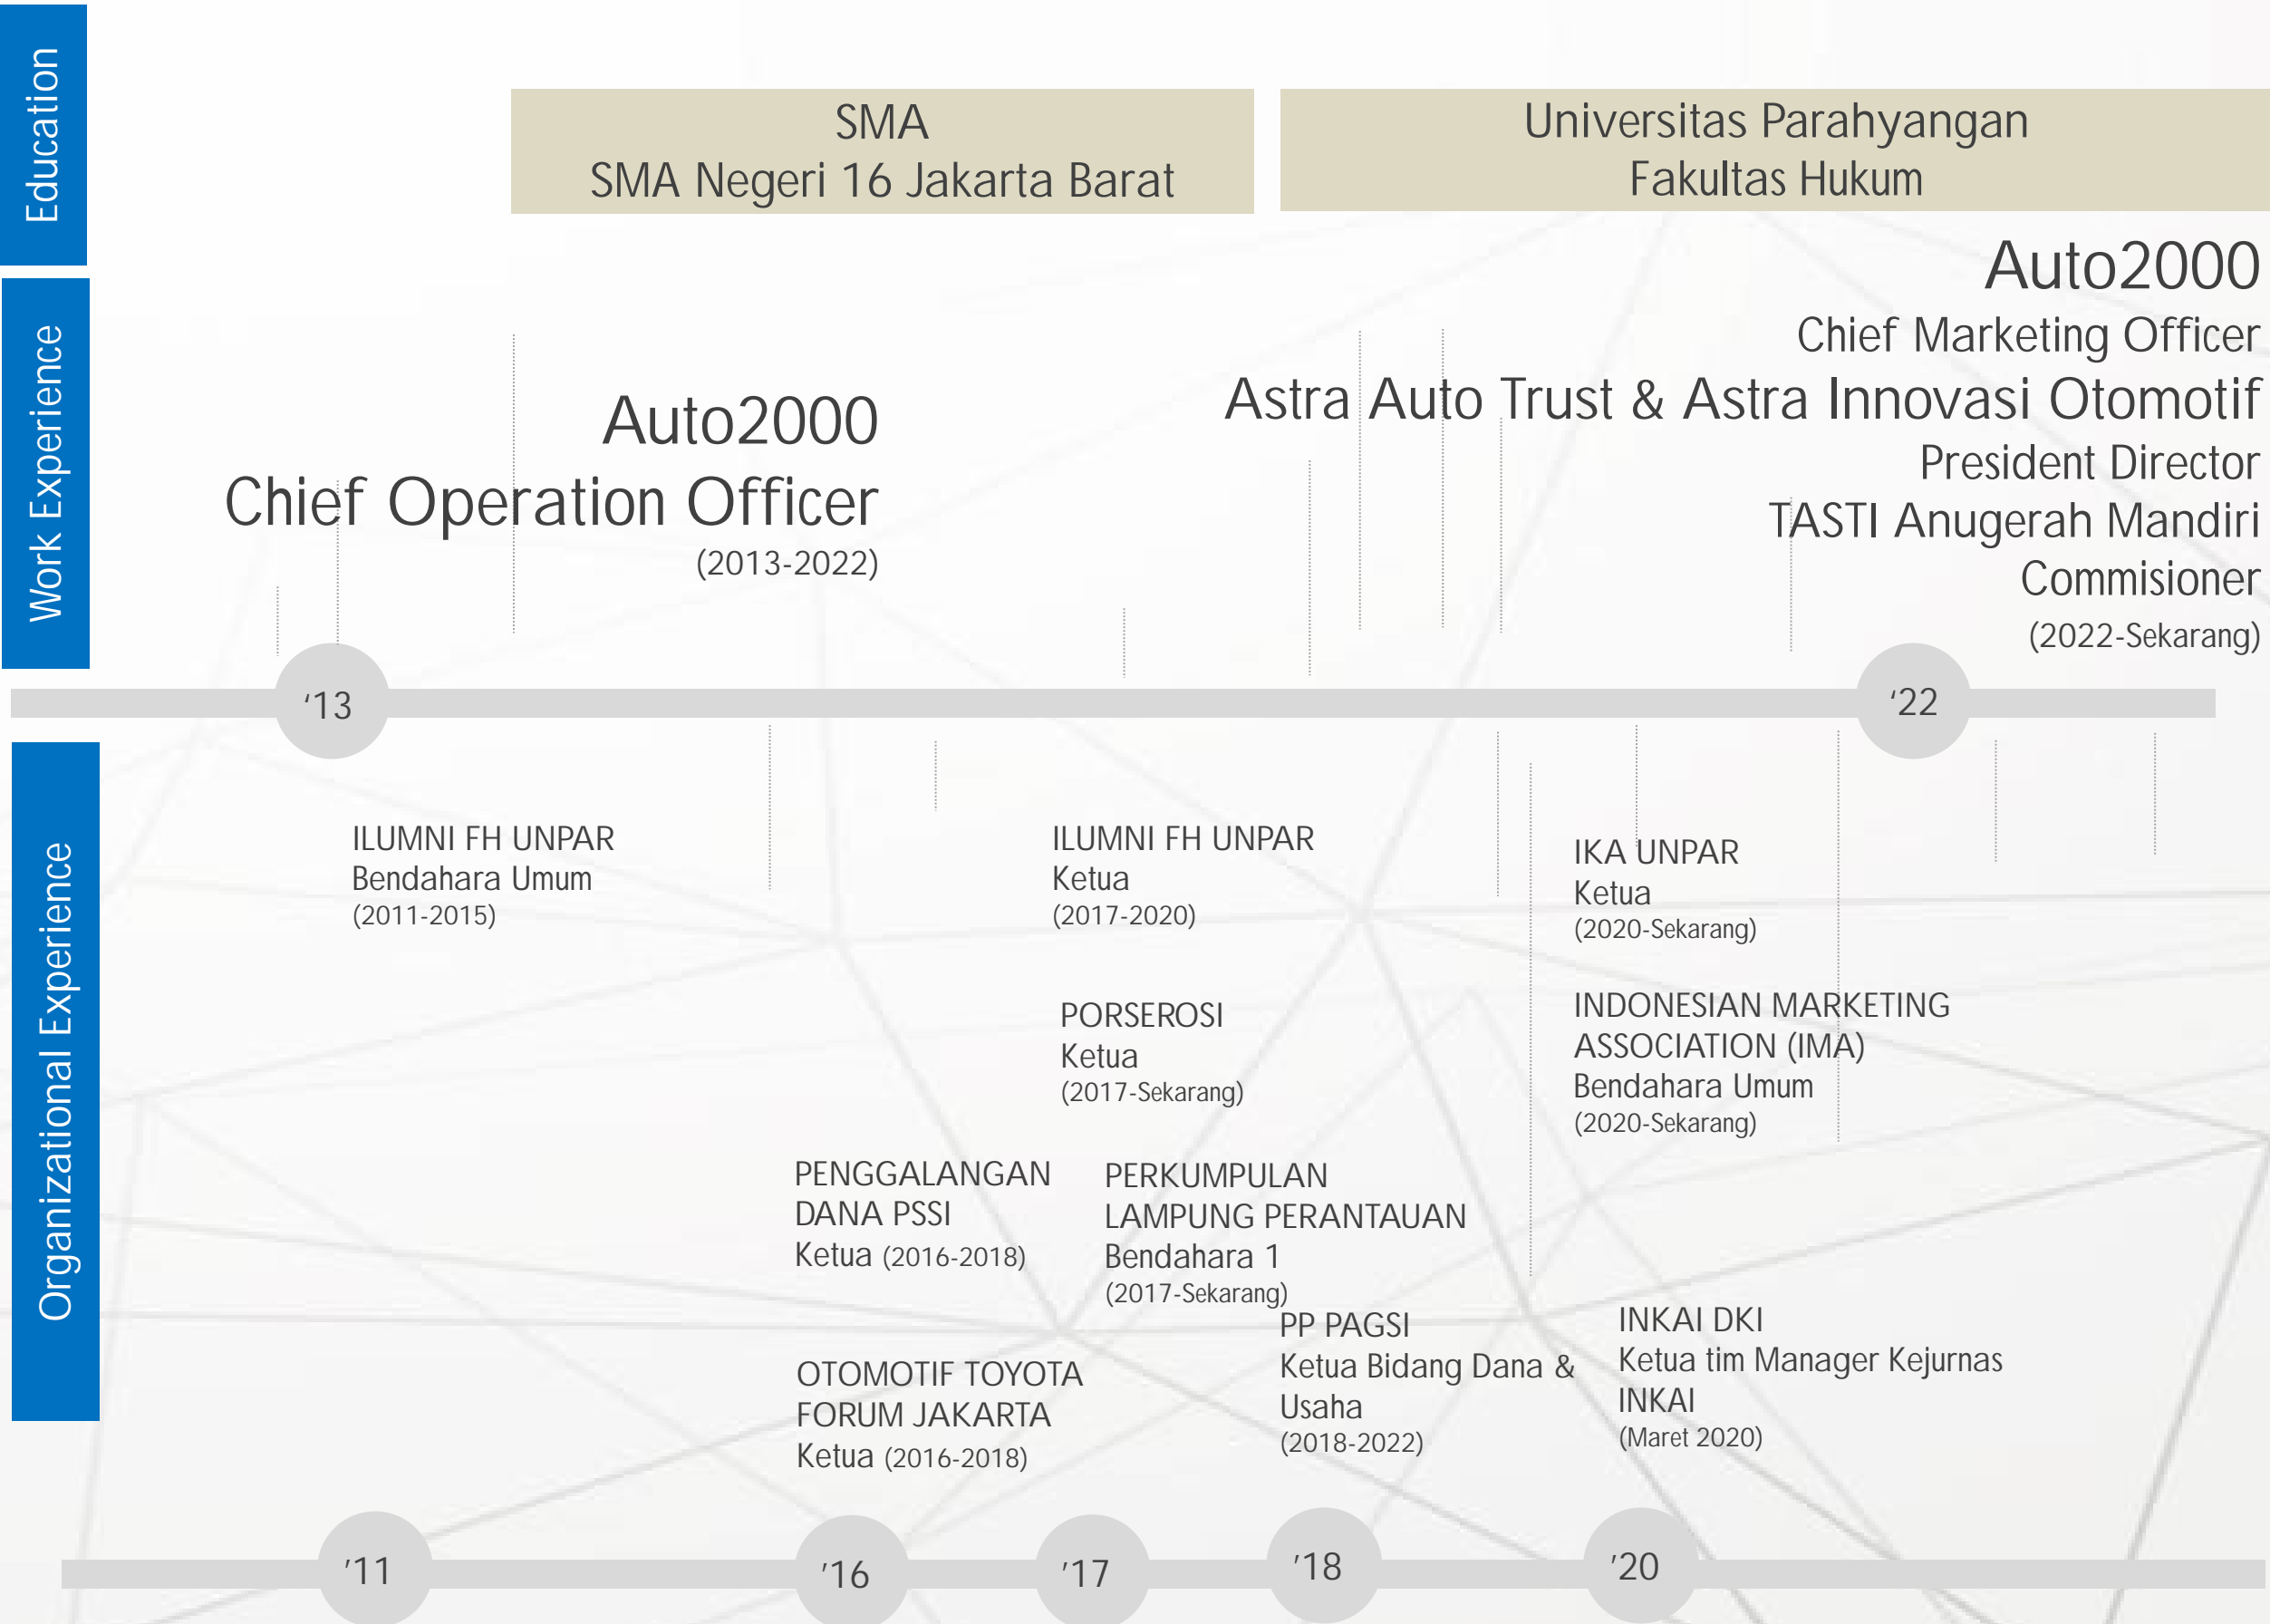 Education
SMA
SMA Negeri 16 Jakarta Barat
Universitas Parahyangan
Fakultas Hukum
Work Experience
Auto2000
Chief Operation Officer
(2013-2022)
Auto2000
Chief Marketing Officer
Astra Auto Trust & Astra Innovasi Otomotif
President Director
TASTI Anugerah Mandiri
Commisioner
(2022-Sekarang)
‘13
‘22
Organizational Experience
ILUMNI FH UNPAR
Bendahara Umum
(2011-2015)
ILUMNI FH UNPAR
Ketua
(2017-2020)
IKA UNPAR
Ketua
(2020-Sekarang)
PORSEROSI
Ketua
(2017-Sekarang)
INDONESIAN MARKETING
ASSOCIATION (IMA)
Bendahara Umum
(2020-Sekarang)
PENGGALANGAN
DANA PSSI
Ketua (2016-2018)
PERKUMPULAN
LAMPUNG PERANTAUAN
Bendahara 1
(2017-Sekarang)
OTOMOTIF TOYOTA
FORUM JAKARTA
Ketua (2016-2018)
PP PAGSI
Ketua Bidang Dana &
Usaha
(2018-2022)
INKAI DKI
Ketua tim Manager Kejurnas
INKAI
(Maret 2020)
’11
’16
’17
’18
’20